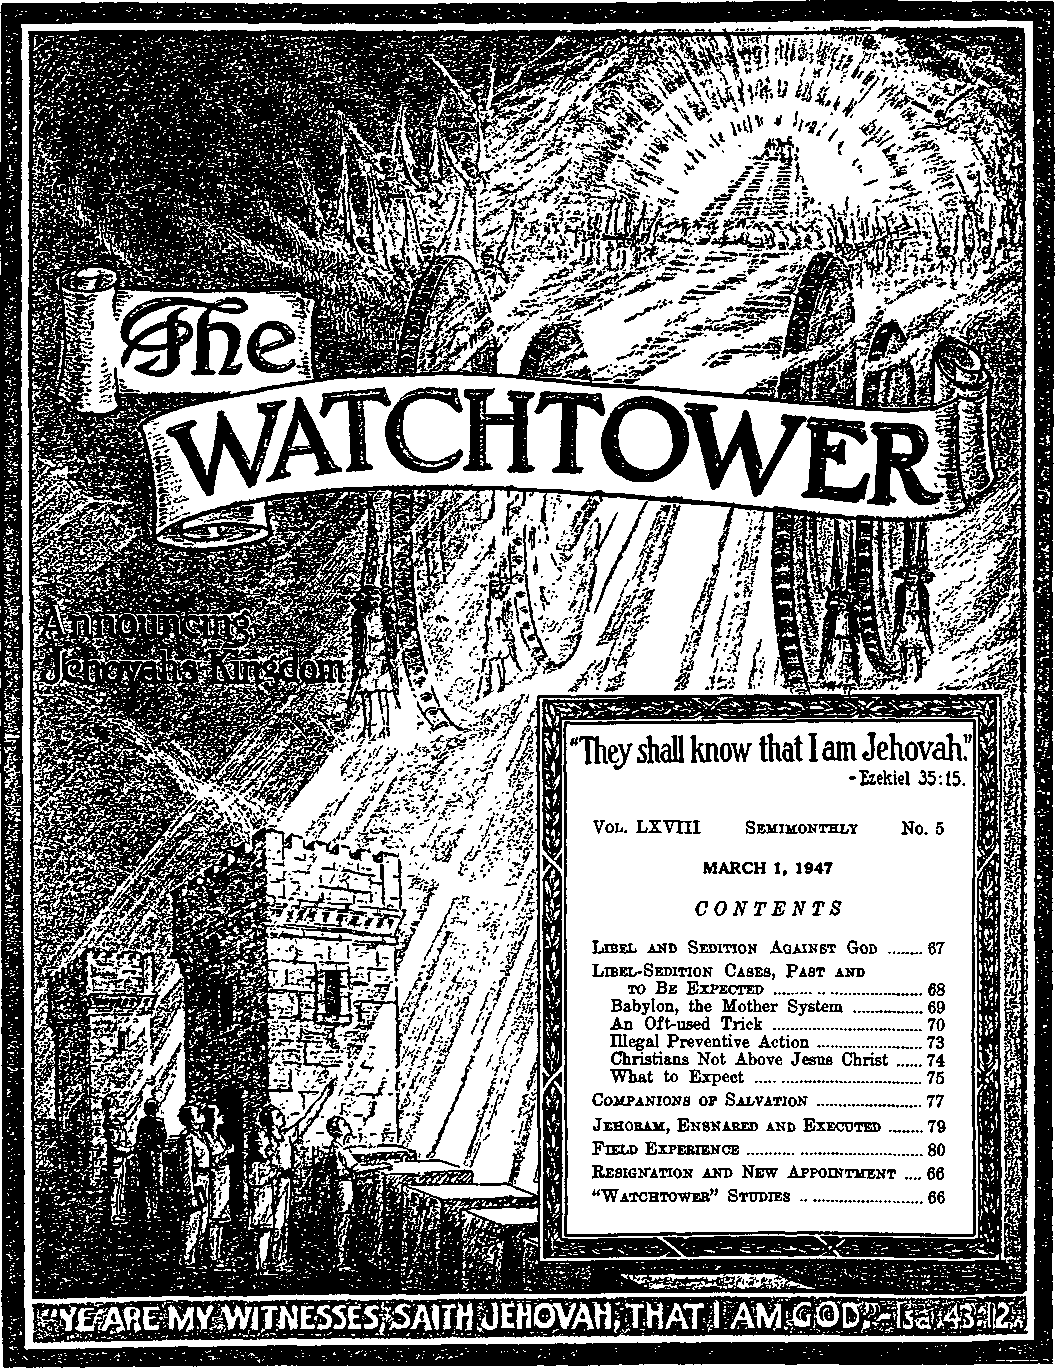 The
WATCHTOWER
Announcing
Jehovah's Kingdom
"They shall know that I am Jehovah."
- Ezekiel 35:15.
VOL. LXVIII SEMIMONTHLY No. 5
MARCH 1, 1947
CONTENTS
LIBEL AND SEDITION AGAINST GOD ........ 67
LIBEL-SEDITION CASES, PAST AND
TO BE EXPECTED ................................ 68
Babylon, the Mother System .............. 69
An Oft-used Trick .............................. 70
Illegal Preventive Action ..................... 73
Christians Not Above Jesus Christ ...... 74
What to Expect .................................. 75
COMPANIONS OF SALVATION ..................... 77
JEHORAM, ENSNARED AND EXECUTED ........ 79
FIELD EXPERIENCE .................................. 80
RESIGNATION AND NEW APPOINTMENT .... 66
"WATCHTOWER" STUDIES .......................... 66
"YE ARE MY WITNESSES, SAITH JEHOVAH, THAT I AM GOD."-Isa. 43:12.